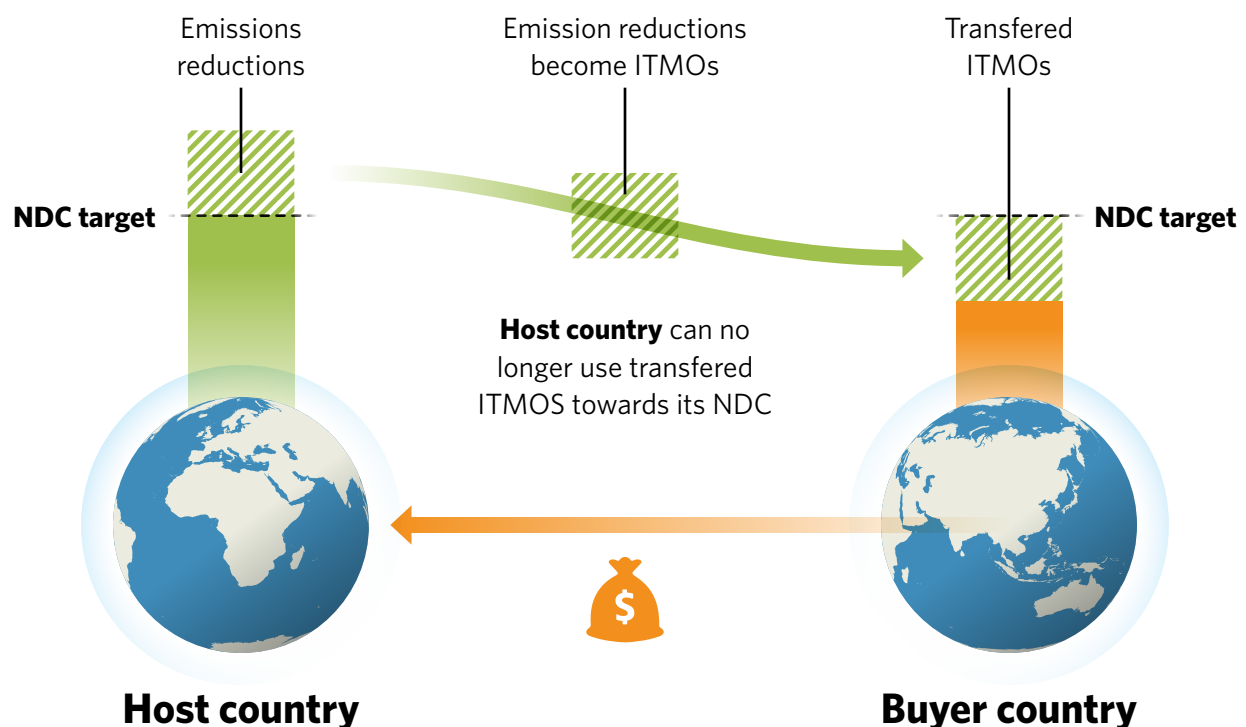 Emissions
reductions
Emission reductions
become ITMOs
Transfered
ITMOs
NDC target
NDC target
Host country can no
longer use transfered
ITMOS towards its NDC
$
Host country
Buyer country